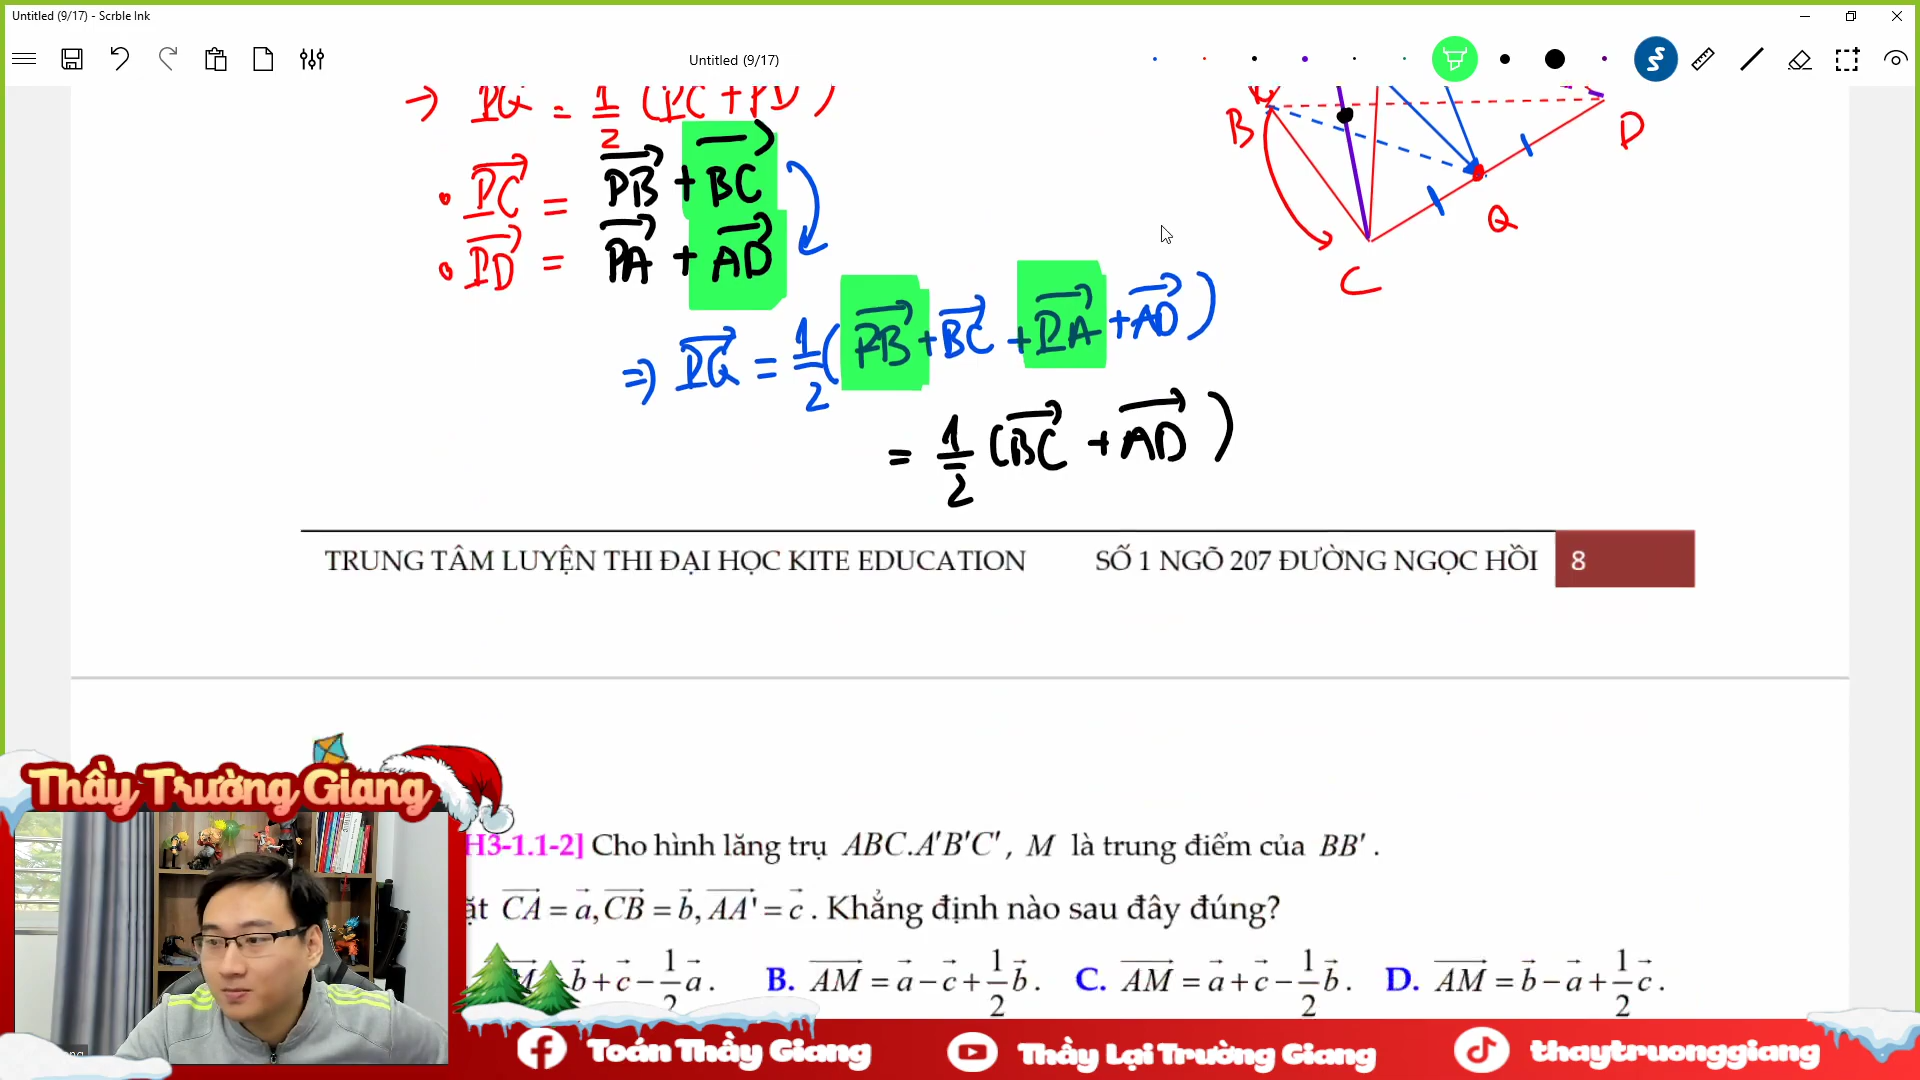 Untitled (9/17) - Scrble Ink
Untitled (9/17)
→ PQ = 1/2 (PC + PD)
• PC = PB + BC
• PD = PA + AD
⇒ PQ = 1/2 (PB + BC + PA + AD)
= 1/2 (BC + AD)
B
D
Q
C
TRUNG TÂM LUYỆN THI ĐẠI HỌC KITE EDUCATION SỐ 1 NGÕ 207 ĐƯỜNG NGỌC HỒI 8
Thầy Trường Giang
H3-1.1-2] Cho hình lăng trụ ABC.A'B'C', M là trung điểm của BB'.
ặt CA = a, CB = b, AA' = c. Khẳng định nào sau đây đúng?
M = b + c − 1/2 a. B. AM = a − c + 1/2 b. C. AM = a + c − 1/2 b. D. AM = b − a + 1/2 c.
Toán Thầy Giang Thầy Lại Trường Giang thaytruonggiang